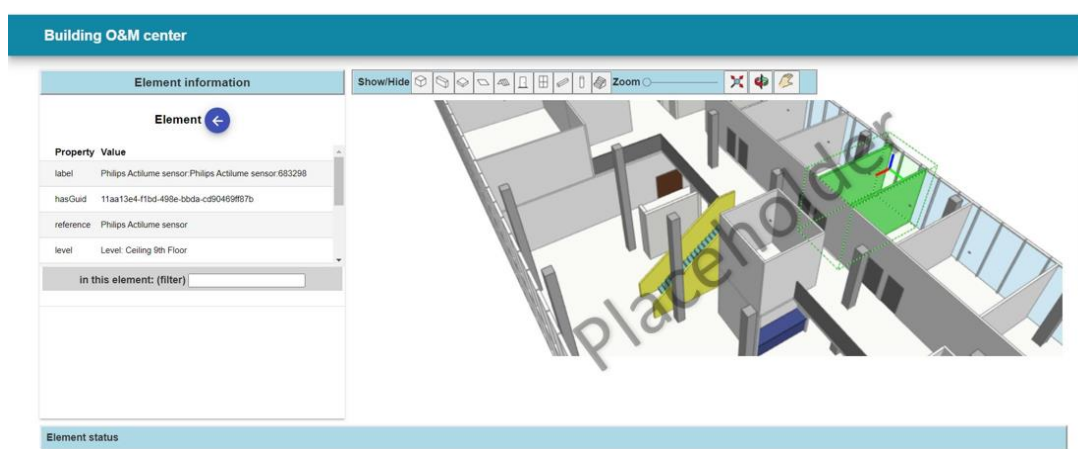 Building O&M center
Element information
Element
Property Value
label Philips Actilume sensor:Philips Actilume sensor:683298
hasGuid 11aa13e4-f1bd-498e-bbda-cd90469ff87b
reference Philips Actilume sensor
level Level: Ceiling 9th Floor
in this element: (filter)
Show/Hide Zoom
Placeholder
Element status